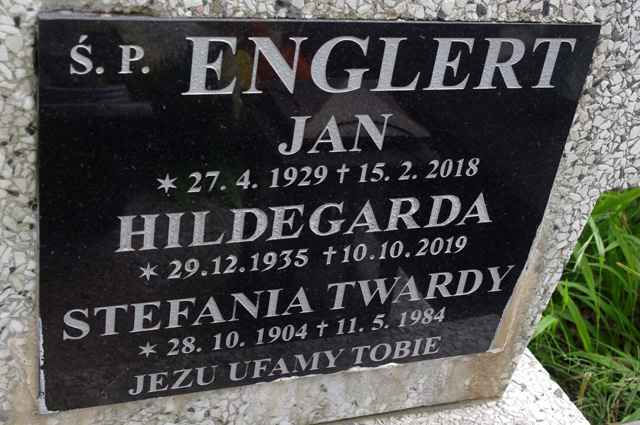 Ś. P. ENGLERT
JAN
✶ 27. 4. 1929 † 15. 2. 2018
HILDEGARDA
✶ 29.12.1935 †10.10.2019
STEFANIA TWARDY
✶ 28. 10. 1904 † 11. 5. 1984
JEZU UFAMY TOBIE